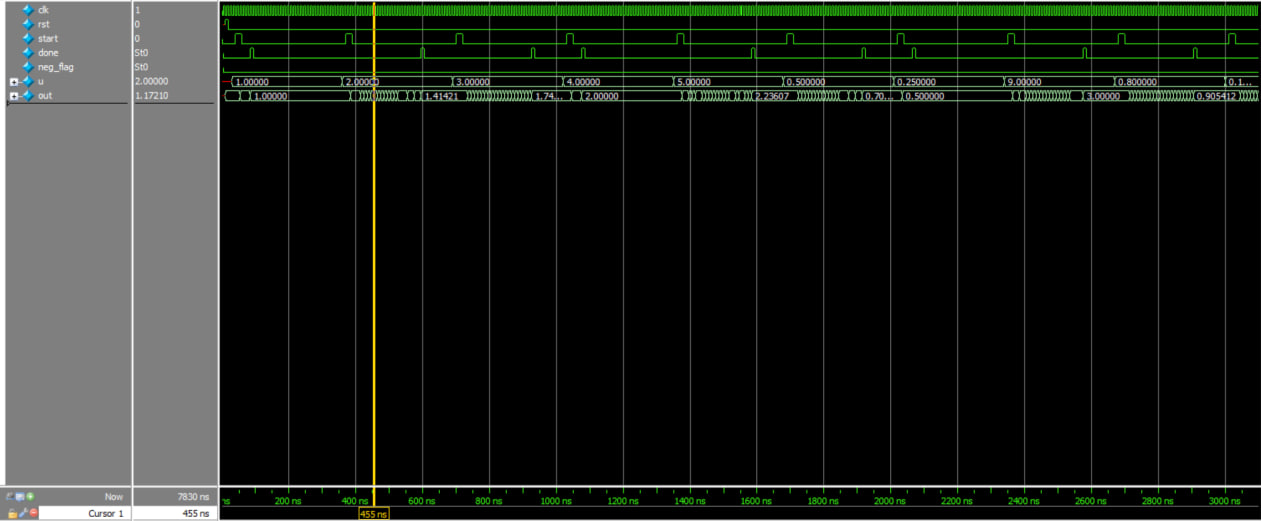 clk 1
rst 0
start 0
done St0
neg_flag St0
u 2.00000 1.00000 2.00000 3.00000 4.00000 5.00000 0.500000 0.250000 9.00000 0.800000 0.1...
out 1.17210 1.00000 1.41421 1.74... 2.00000 2.23607 0.70... 0.500000 3.00000 0.905412
Now 7830 ns ns 200 ns 400 ns 600 ns 800 ns 1000 ns 1200 ns 1400 ns 1600 ns 1800 ns 2000 ns 2200 ns 2400 ns 2600 ns 2800 ns 3000 ns
Cursor 1 455 ns 455 ns